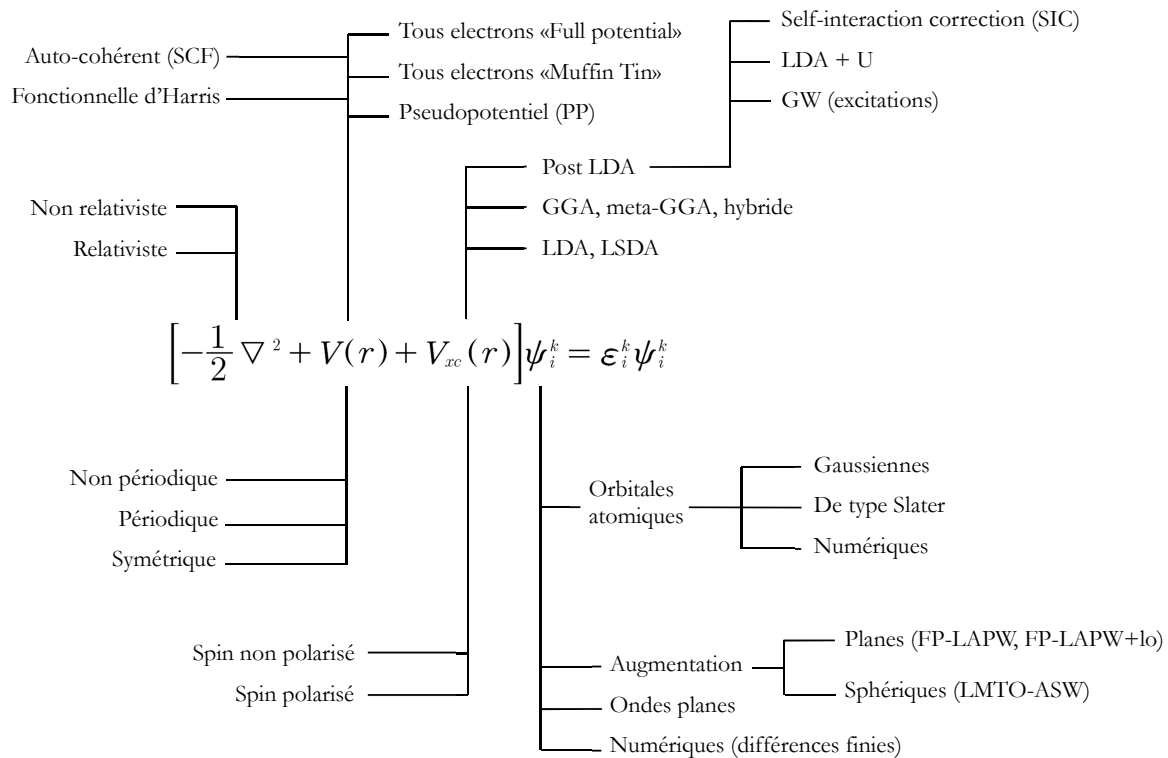 Self-interaction correction (SIC)
Tous electrons «Full potential»
Auto-cohérent (SCF)
LDA + U
Tous electrons «Muffin Tin»
Fonctionnelle d'Harris
GW (excitations)
Pseudopotentiel (PP)
Post LDA
Non relativiste
GGA, meta-GGA, hybride
Relativiste
LDA, LSDA
[-1/2 ∇² + V(r) + V_xc(r)]ψ_i^k = ε_i^k ψ_i^k
Non périodique
Périodique
Symétrique
Gaussiennes
Orbitales
atomiques
De type Slater
Numériques
Spin non polarisé
Spin polarisé
Planes (FP-LAPW, FP-LAPW+lo)
Augmentation
Sphériques (LMTO-ASW)
Ondes planes
Numériques (différences finies)